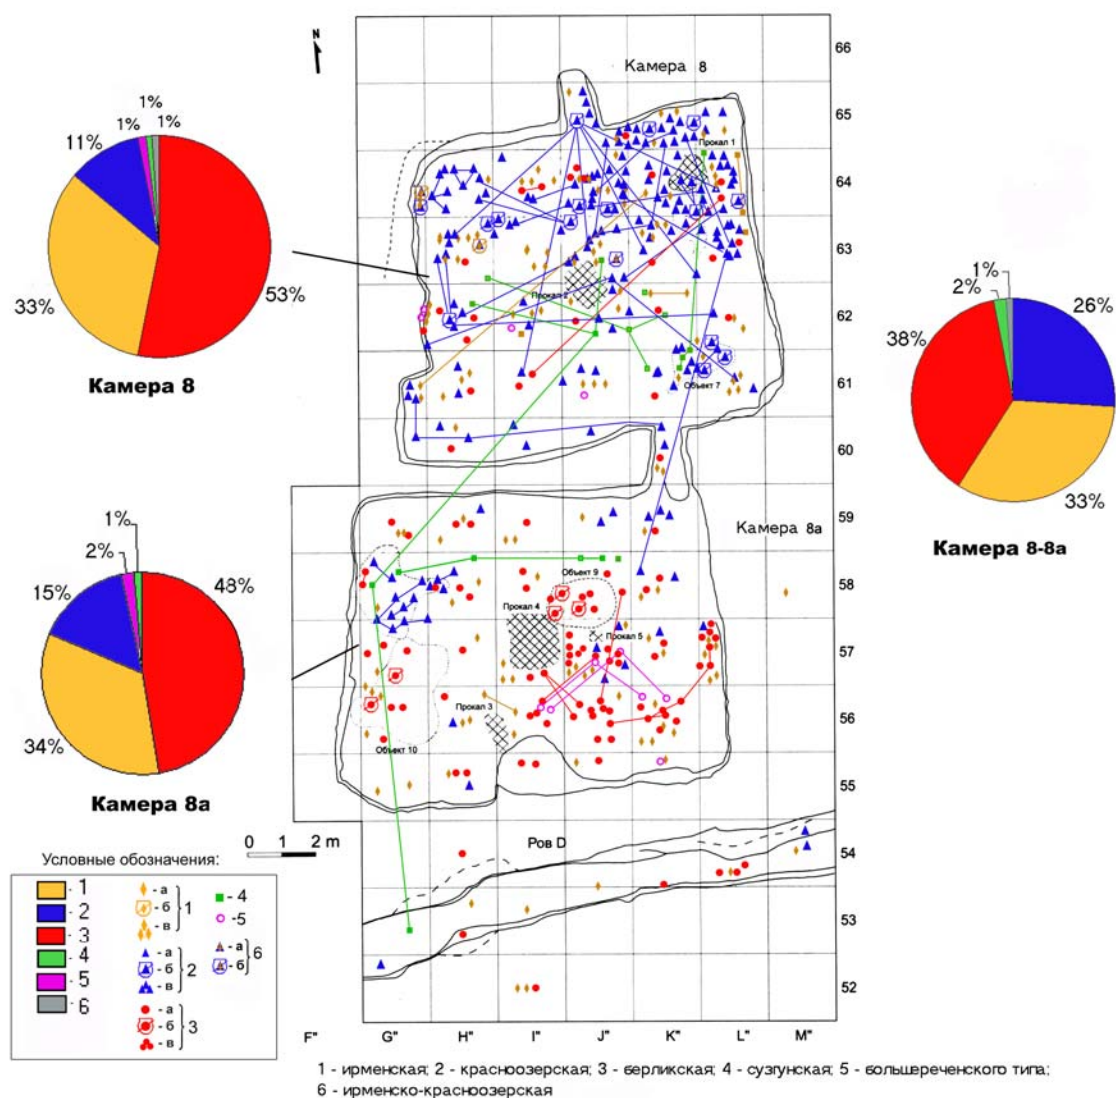 N
66
65
64
63
62
61
60
59
58
57
56
55
54
53
52
Камера 8
Прокал 1
Прокал 2
Объект 7
1%
1%
1%
11%
33%
53%
Камера 8
1%
2%
26%
38%
33%
Камера 8-8а
Камера 8а
Объект 9
Прокал 4
Прокал 5
Прокал 3
Объект 10
1%
2%
15%
48%
34%
Камера 8а
0 1 2 m
Ров D
Условные обозначения:
- 1
- 2
- 3
- 4
- 5
- 6
- а
- б
- в
1
- а
- б
- в
2
- а
- б
- в
3
- 4
-5
- а
- б
6
F" G" H" I" J" K" L" M"
1 - ирменская; 2 - красноозерская; 3 - берликская; 4 - сузгунская; 5 - большереченского типа;
6 - ирменско-красноозерская